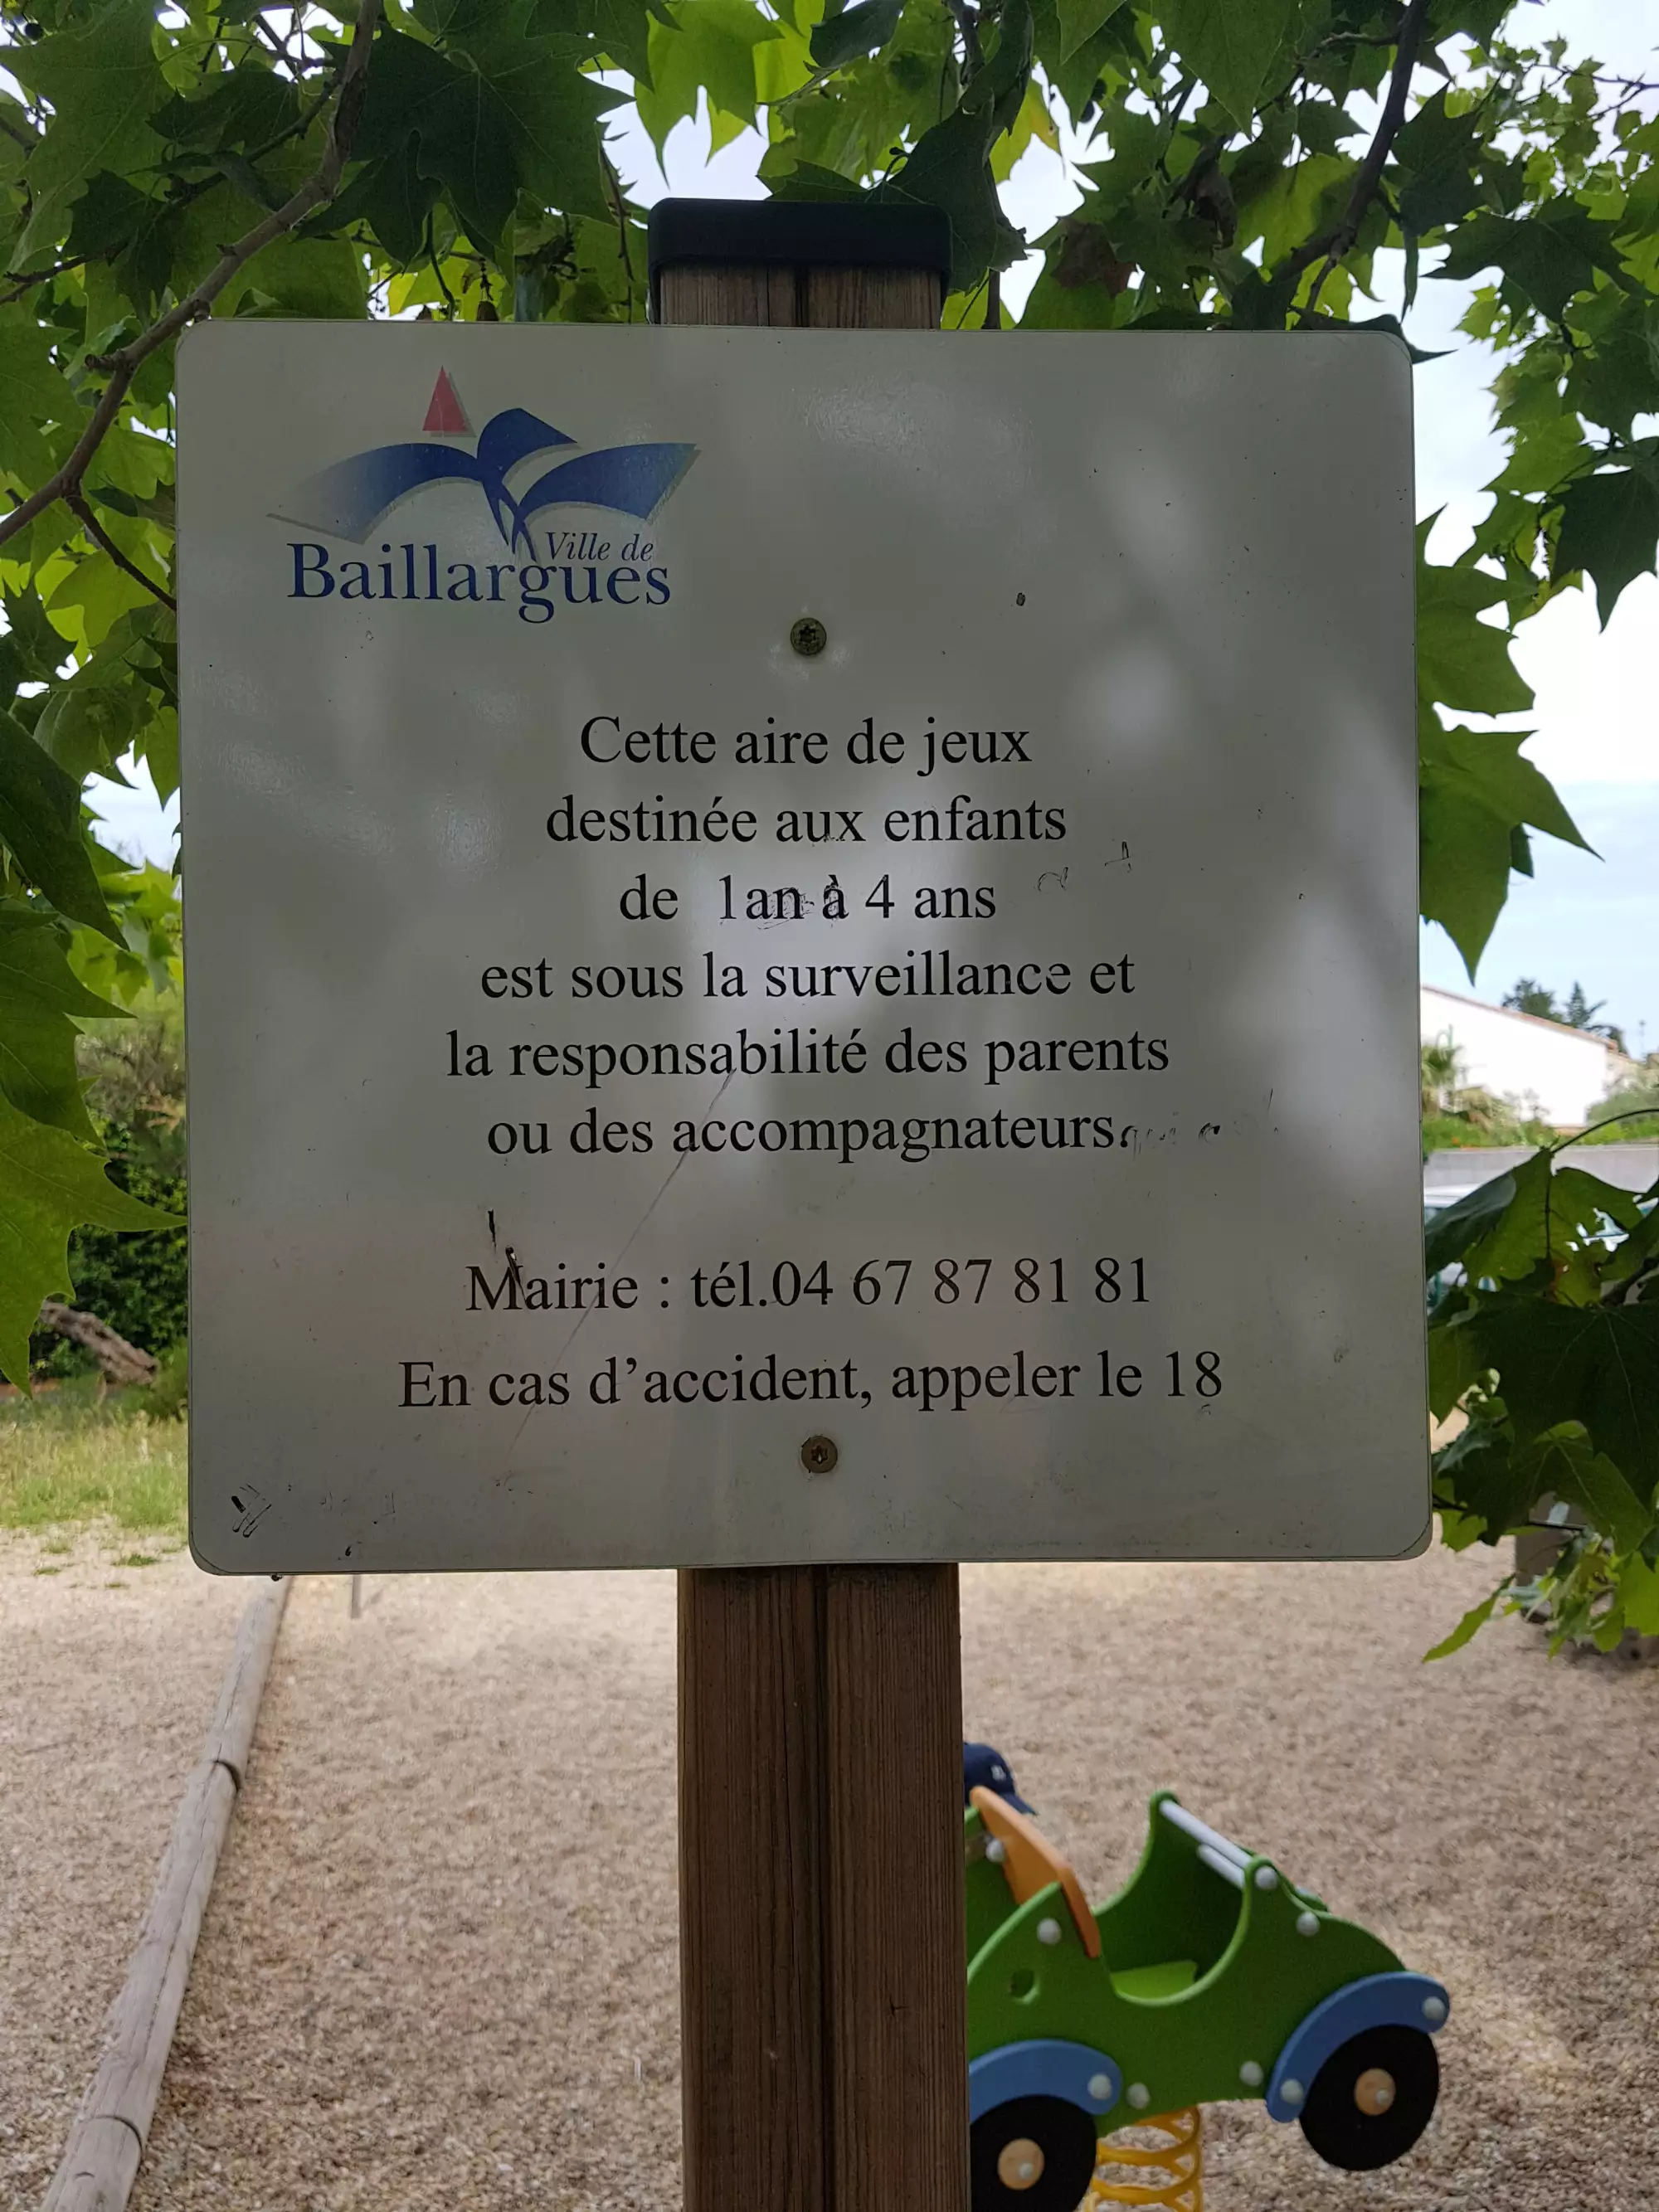 Ville de
Baillargues
Cette aire de jeux
destinée aux enfants
de 1an à 4 ans
est sous la surveillance et
la responsabilité des parents
ou des accompagnateurs.
Mairie : tél.04 67 87 81 81
En cas d’accident, appeler le 18